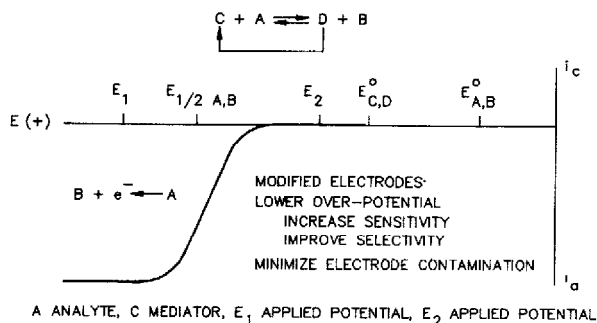 C + A ⇌ D + B
E1 E1/2 A,B E2 E°C,D E°A,B ic
E (+)
B + e⁻ ← A
MODIFIED ELECTRODES-
LOWER OVER-POTENTIAL
INCREASE SENSITIVITY
IMPROVE SELECTIVITY
MINIMIZE ELECTRODE CONTAMINATION
ia
A ANALYTE, C MEDIATOR, E1 APPLIED POTENTIAL, E2 APPLIED POTENTIAL